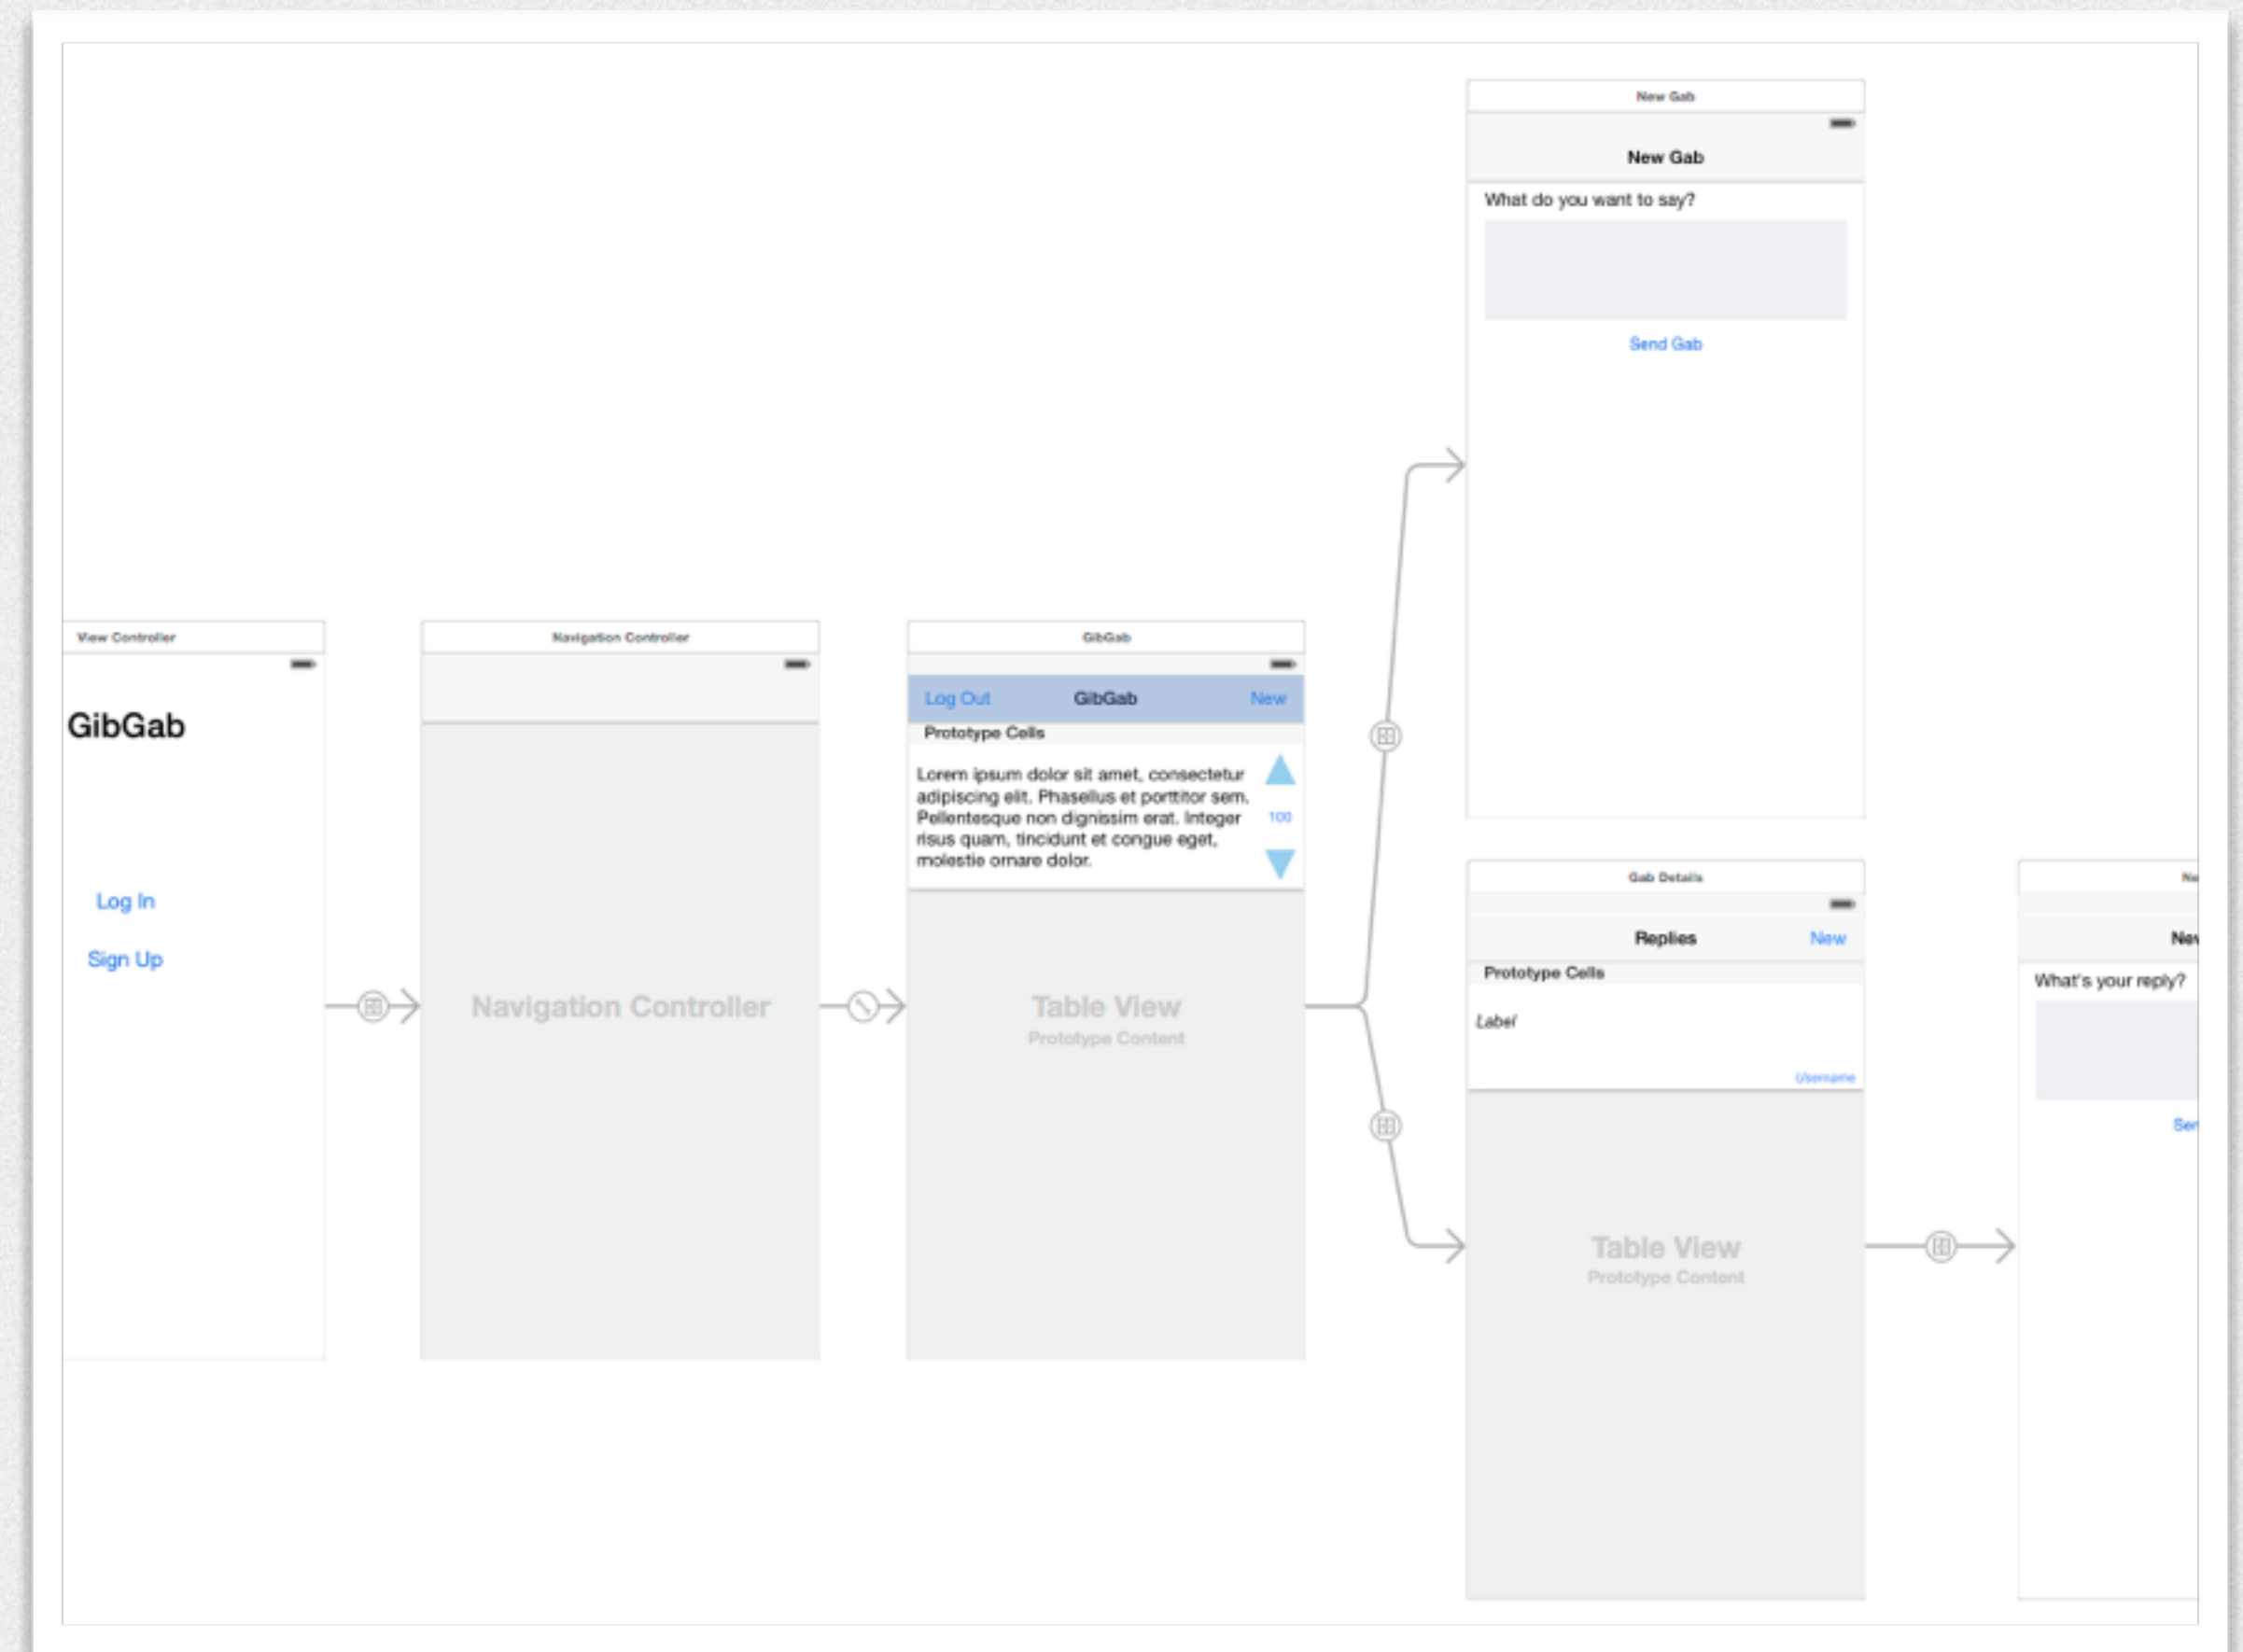 New Gab
New Gab
What do you want to say?
Send Gab
View Controller
GibGab
Log In
Sign Up
Navigation Controller
Navigation Controller
GibGab
Log Out GibGab New
Prototype Cells
Lorem ipsum dolor sit amet, consectetur
adipiscing elit. Phasellus et porttitor sem.
Pellentesque non dignissim erat. Integer
risus quam, tincidunt et congue eget,
molestie ornare dolor.
100
Table View
Prototype Content
Gab Details
Replies New
Prototype Cells
Label
Username
Table View
Prototype Content
What's your reply?